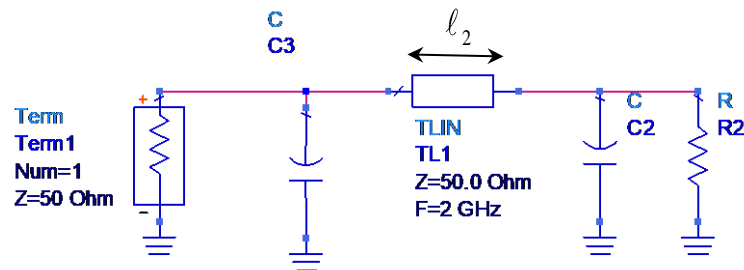 C
C3
ℓ2
+
Term
Term1
Num=1
Z=50 Ohm
-
TLIN
TL1
Z=50.0 Ohm
F=2 GHz
C
C2
R
R2